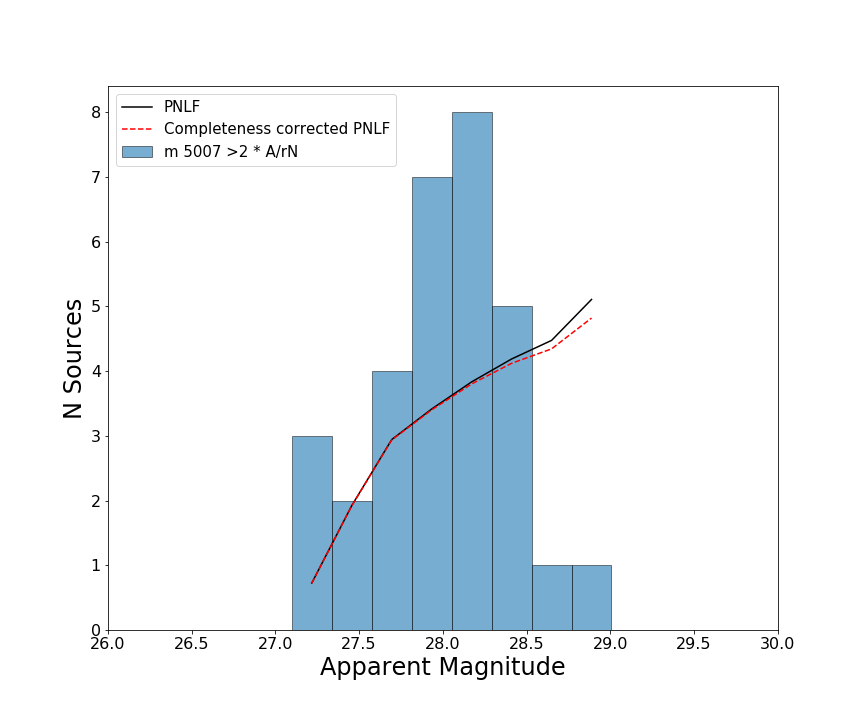 PNLF
Completeness corrected PNLF
m 5007 >2 * A/rN
8
7
6
5
4
3
2
1
0
N Sources
26.0 26.5 27.0 27.5 28.0 28.5 29.0 29.5 30.0
Apparent Magnitude